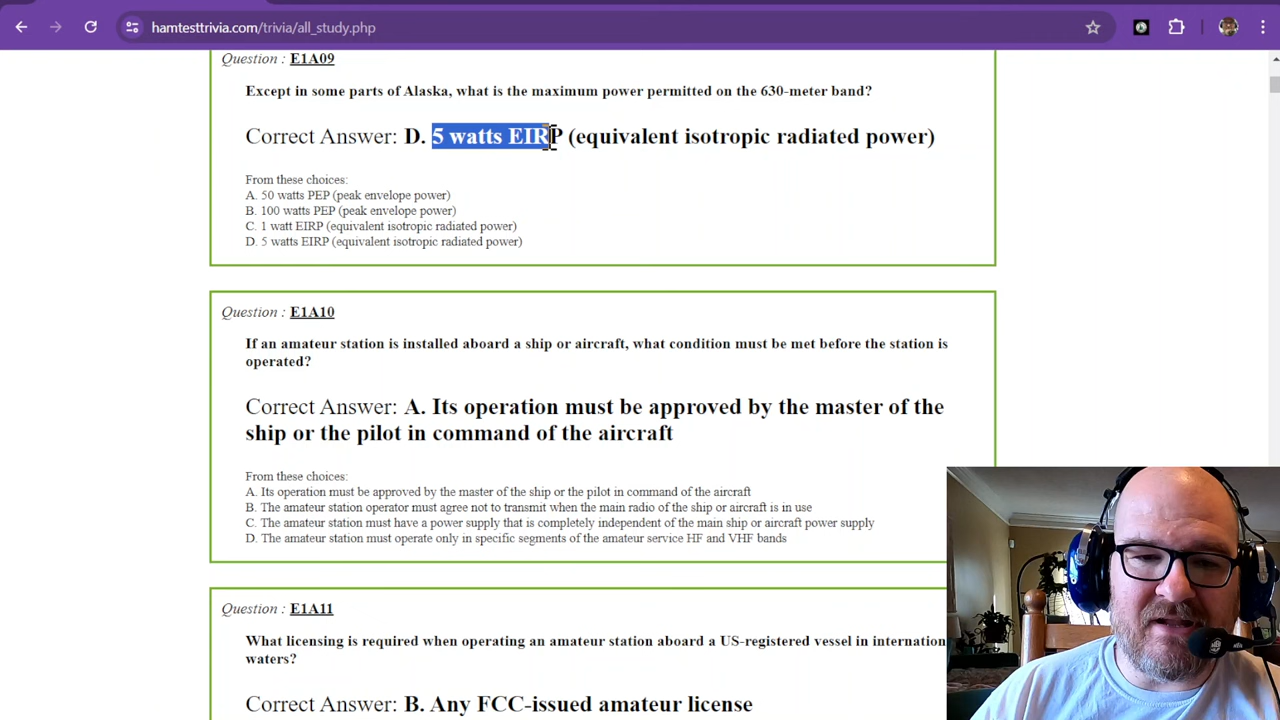 hamtesttrivia.com/trivia/all_study.php
Question : E1A09
Except in some parts of Alaska, what is the maximum power permitted on the 630-meter band?
Correct Answer: D. 5 watts EIRP (equivalent isotropic radiated power)
From these choices:
A. 50 watts PEP (peak envelope power)
B. 100 watts PEP (peak envelope power)
C. 1 watt EIRP (equivalent isotropic radiated power)
D. 5 watts EIRP (equivalent isotropic radiated power)
Question : E1A10
If an amateur station is installed aboard a ship or aircraft, what condition must be met before the station is
operated?
Correct Answer: A. Its operation must be approved by the master of the
ship or the pilot in command of the aircraft
From these choices:
A. Its operation must be approved by the master of the ship or the pilot in command of the aircraft
B. The amateur station operator must agree not to transmit when the main radio of the ship or aircraft is in use
C. The amateur station must have a power supply that is completely independent of the main ship or aircraft power
supply
D. The amateur station must operate only in specific segments of the amateur service HF and VHF bands
Question : E1A11
What licensing is required when operating an amateur station aboard a US-registered vessel in internation
waters?
Correct Answer: B. Any FCC-issued amateur license